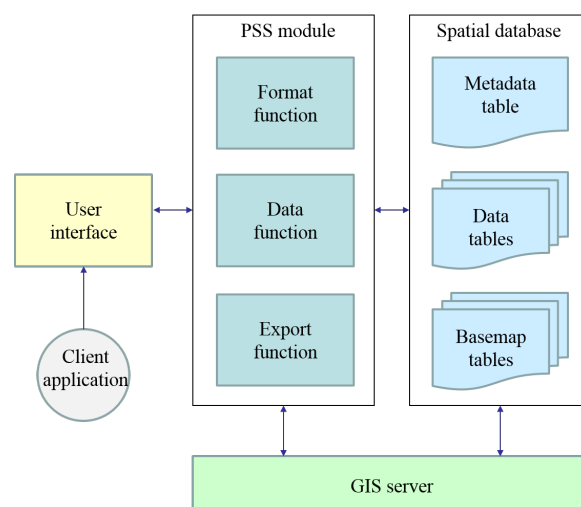 PSS module
Spatial database
Format
function
Metadata
table
User
interface
Data
function
Data
tables
Export
function
Basemap
tables
Client
application
GIS server